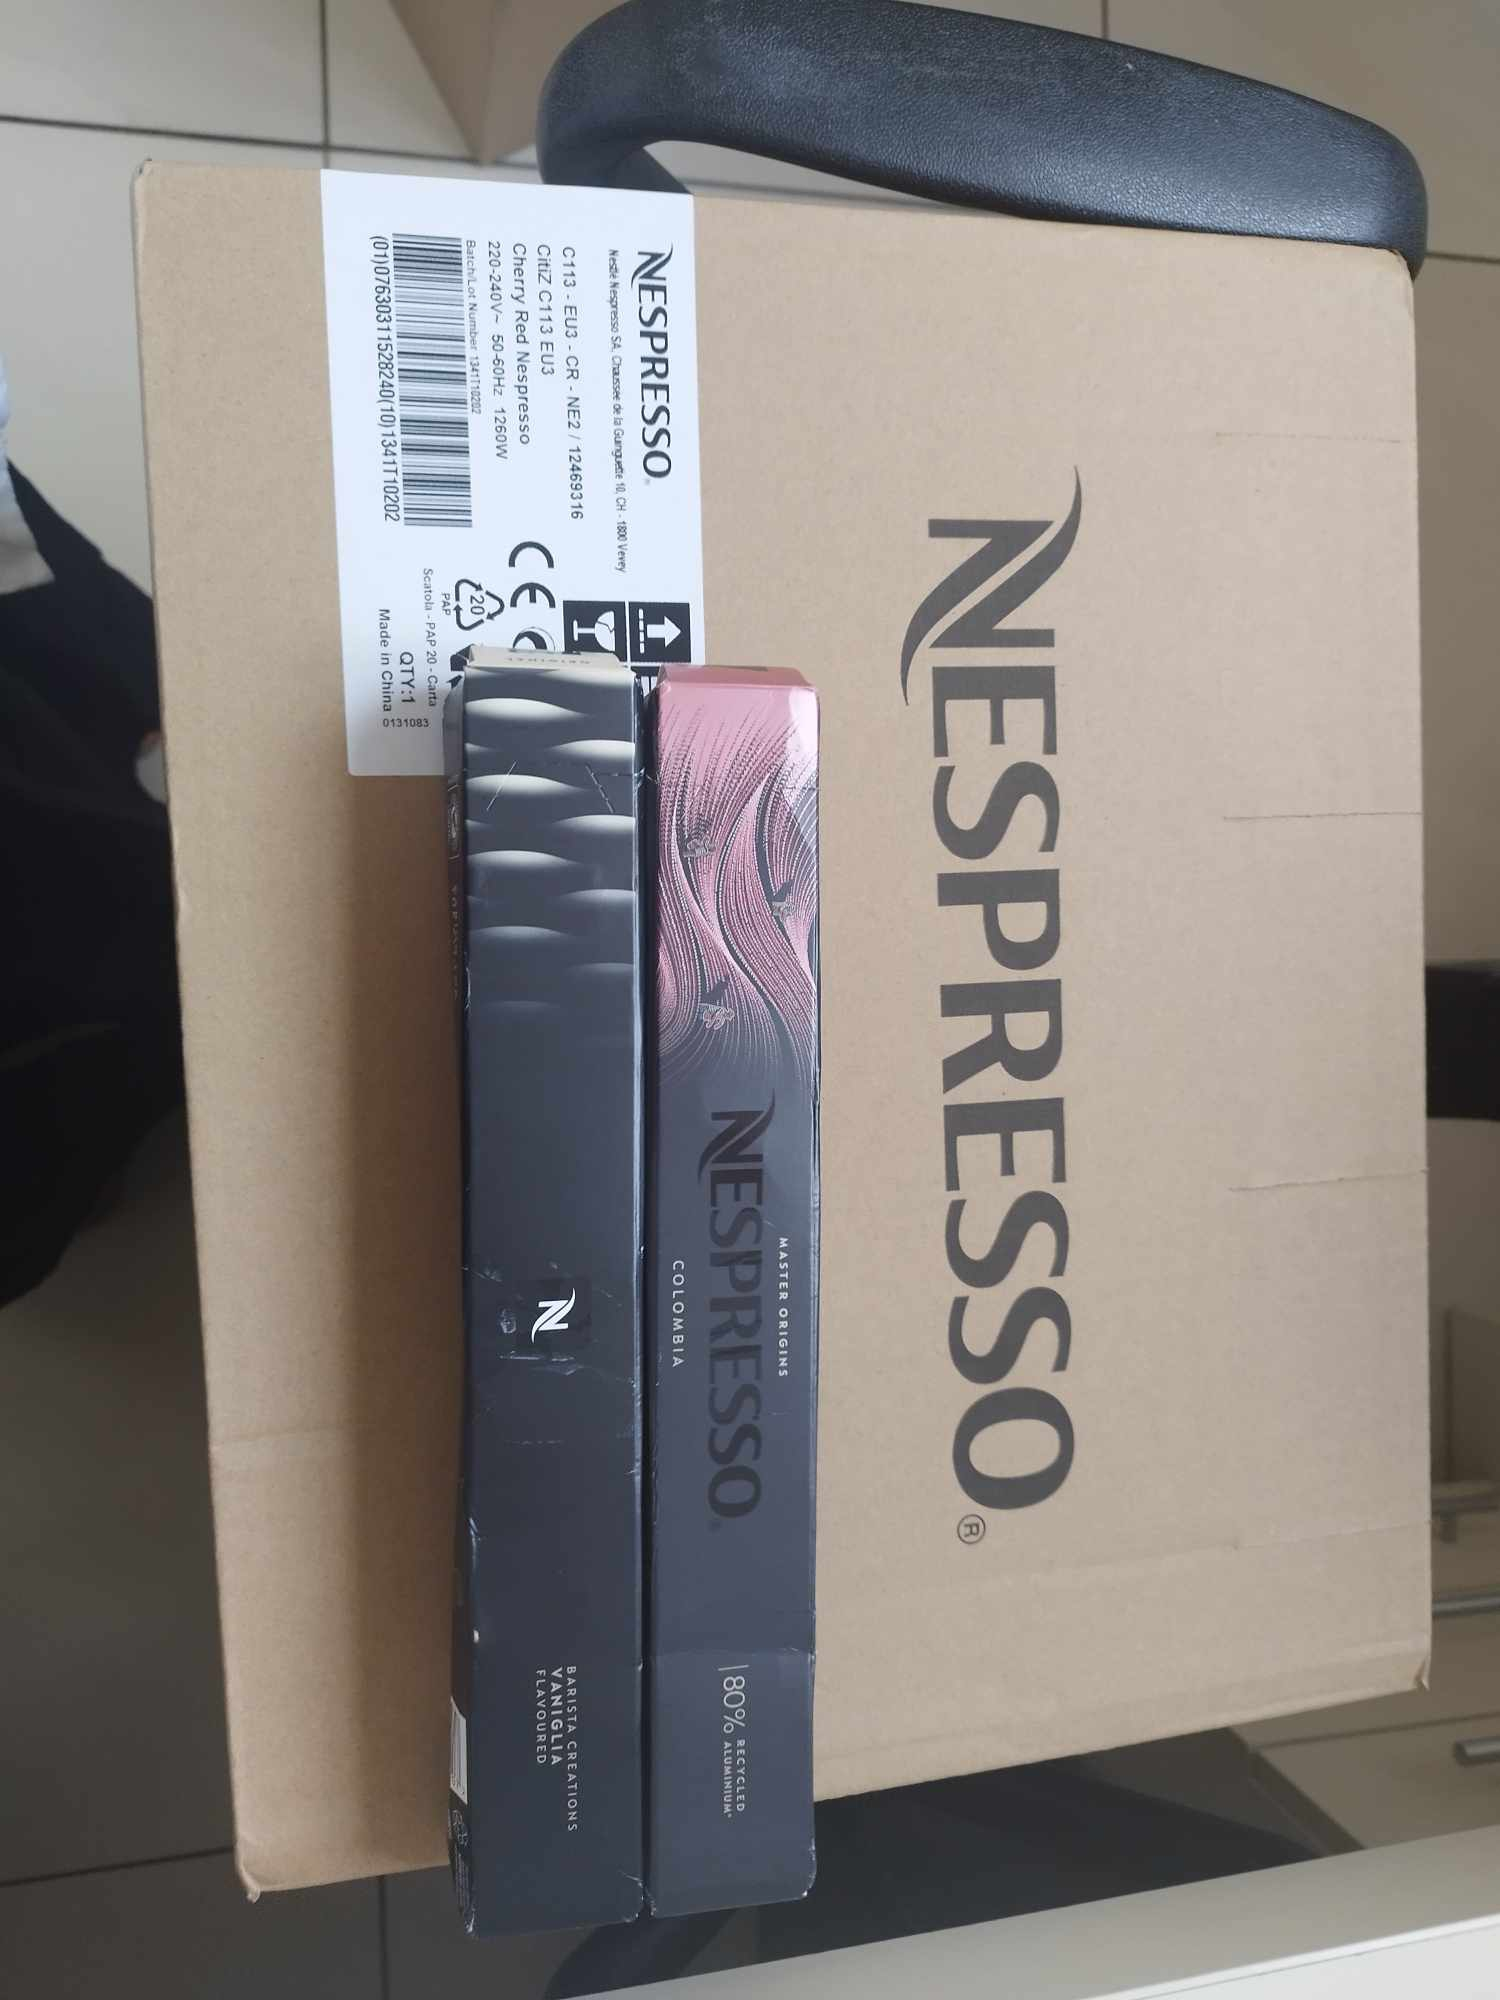 NESPRESSO
Nestlé Nespresso SA, Chaussee de la Guinguette 10, CH - 1800 Vevey
C113 - EU3 - CR - NE2 / 12469316
CitiZ C113 EU3
Cherry Red Nespresso
220-240V~ 50-60Hz 1260W
Batch/Lot Number 1341T10202
(01)07630311528240(10)1341T10202
CE
20
PAP
Scatola - PAP 20 - Carta
QTY:1
Made in China 0131083
NESPRESSO®
MASTER ORIGINS
NESPRESSO
COLOMBIA
80% RECYCLED
ALUMINIUM*
N
BARISTA CREATIONS
VANIGLIA
FLAVOURED